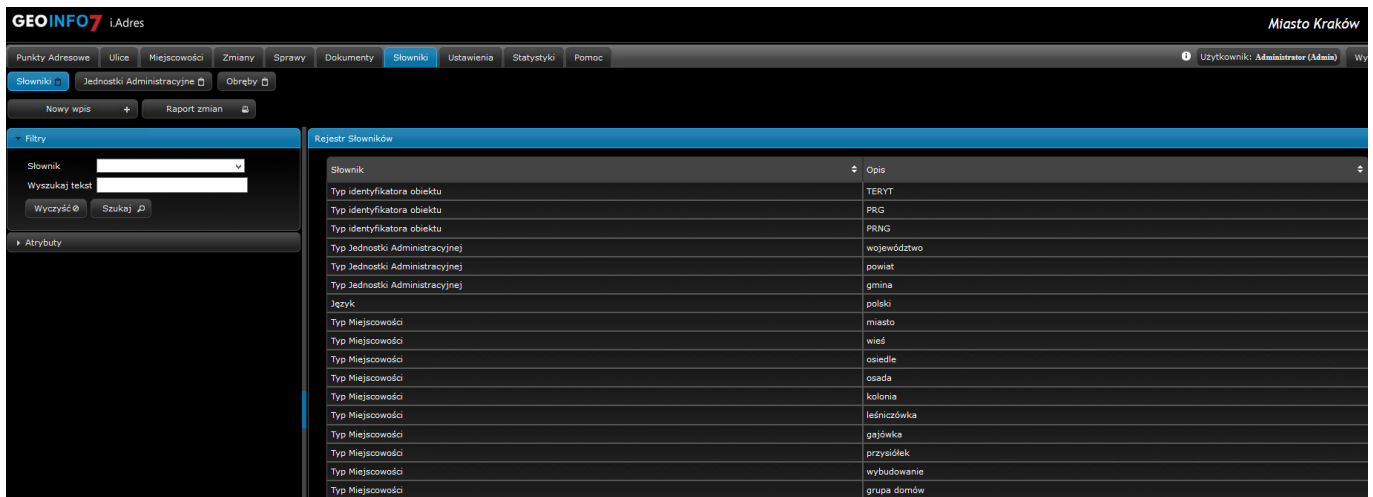 GEOINFO7 i.Adres
Miasto Kraków
Punkty Adresowe Ulice Miejscowości Zmiany Sprawy Dokumenty Słowniki Ustawienia Statystyki Pomoc Użytkownik: Administrator (Admin) Wy
Słowniki Jednostki Administracyjne Obręby
Nowy wpis + Raport zmian
Filtry
Rejestr Słowników
Słownik
Wyszukaj tekst
Wyczyść Szukaj
Atrybuty
Słownik Opis
Typ identyfikatora obiektu TERYT
Typ identyfikatora obiektu PRG
Typ identyfikatora obiektu PRNG
Typ Jednostki Administracyjnej województwo
Typ Jednostki Administracyjnej powiat
Typ Jednostki Administracyjnej gmina
Język polski
Typ Miejscowości miasto
Typ Miejscowości wieś
Typ Miejscowości osiedle
Typ Miejscowości osada
Typ Miejscowości kolonia
Typ Miejscowości leśniczówka
Typ Miejscowości gajówka
Typ Miejscowości przysiółek
Typ Miejscowości wybudowanie
Typ Miejscowości grupa domów